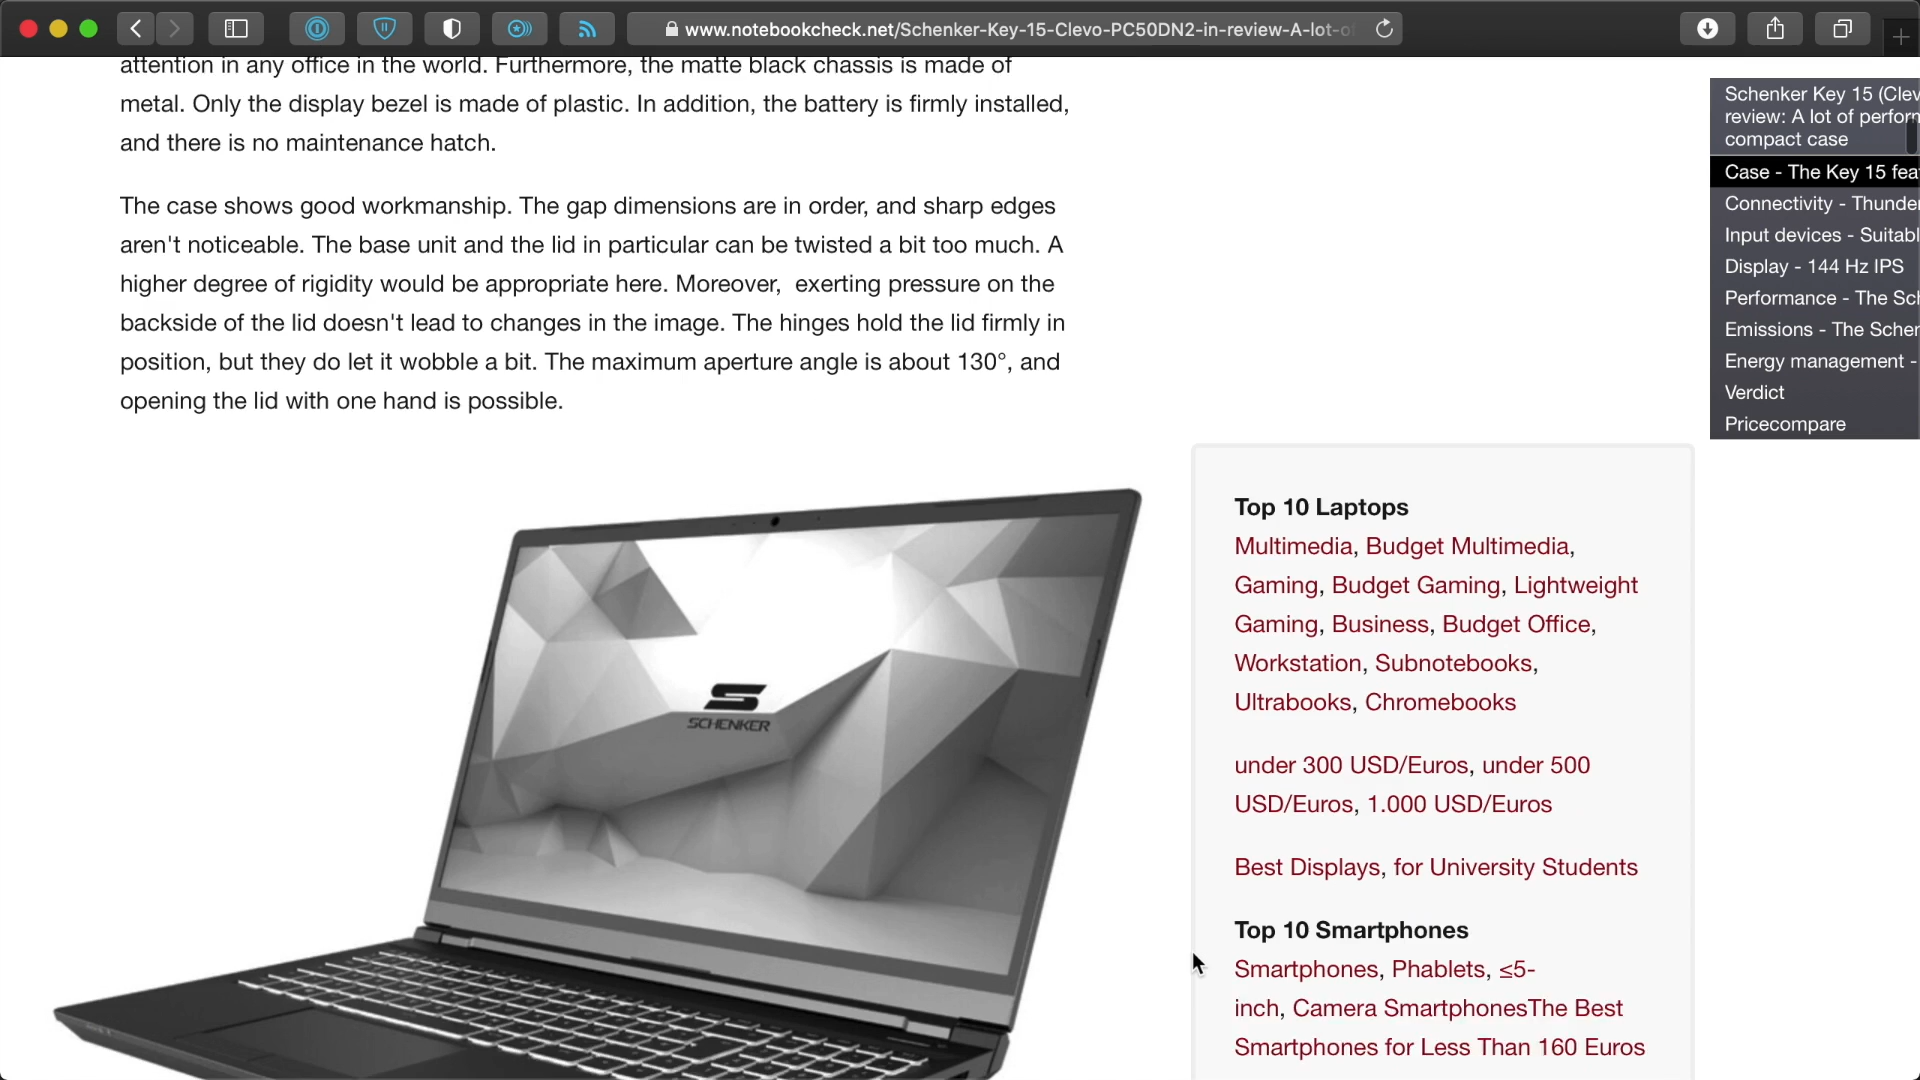 www.notebookcheck.net/Schenker-Key-15-Clevo-PC50DN2-in-review-A-lot-o
attention in any office in the world. Furthermore, the matte black chassis is made of
metal. Only the display bezel is made of plastic. In addition, the battery is firmly installed,
and there is no maintenance hatch.
The case shows good workmanship. The gap dimensions are in order, and sharp edges
aren't noticeable. The base unit and the lid in particular can be twisted a bit too much. A
higher degree of rigidity would be appropriate here. Moreover,  exerting pressure on the
backside of the lid doesn't lead to changes in the image. The hinges hold the lid firmly in
position, but they do let it wobble a bit. The maximum aperture angle is about 130°, and
opening the lid with one hand is possible.
SCHENKER
Schenker Key 15 (Clev
review: A lot of perforn
compact case
Case - The Key 15 fea
Connectivity - Thunde
Input devices - Suitabl
Display - 144 Hz IPS
Performance - The Sch
Emissions - The Scher
Energy management -
Verdict
Pricecompare
Top 10 Laptops
Multimedia, Budget Multimedia,
Gaming, Budget Gaming, Lightweight
Gaming, Business, Budget Office,
Workstation, Subnotebooks,
Ultrabooks, Chromebooks
under 300 USD/Euros, under 500
USD/Euros, 1.000 USD/Euros
Best Displays, for University Students
Top 10 Smartphones
Smartphones, Phablets, ≤5-
inch, Camera SmartphonesThe Best
Smartphones for Less Than 160 Euros